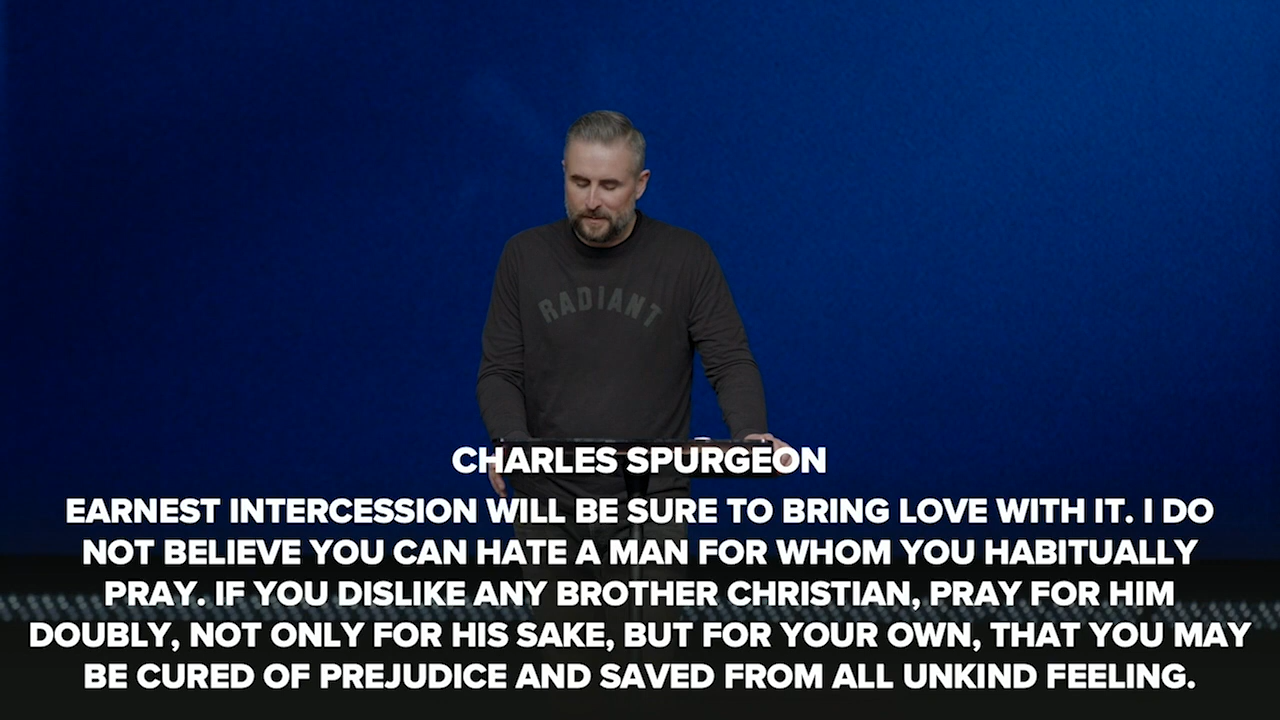 RADIANT
CHARLES SPURGEON
EARNEST INTERCESSION WILL BE SURE TO BRING LOVE WITH IT. I DO
NOT BELIEVE YOU CAN HATE A MAN FOR WHOM YOU HABITUALLY
PRAY. IF YOU DISLIKE ANY BROTHER CHRISTIAN, PRAY FOR HIM
DOUBLY, NOT ONLY FOR HIS SAKE, BUT FOR YOUR OWN, THAT YOU MAY
BE CURED OF PREJUDICE AND SAVED FROM ALL UNKIND FEELING.